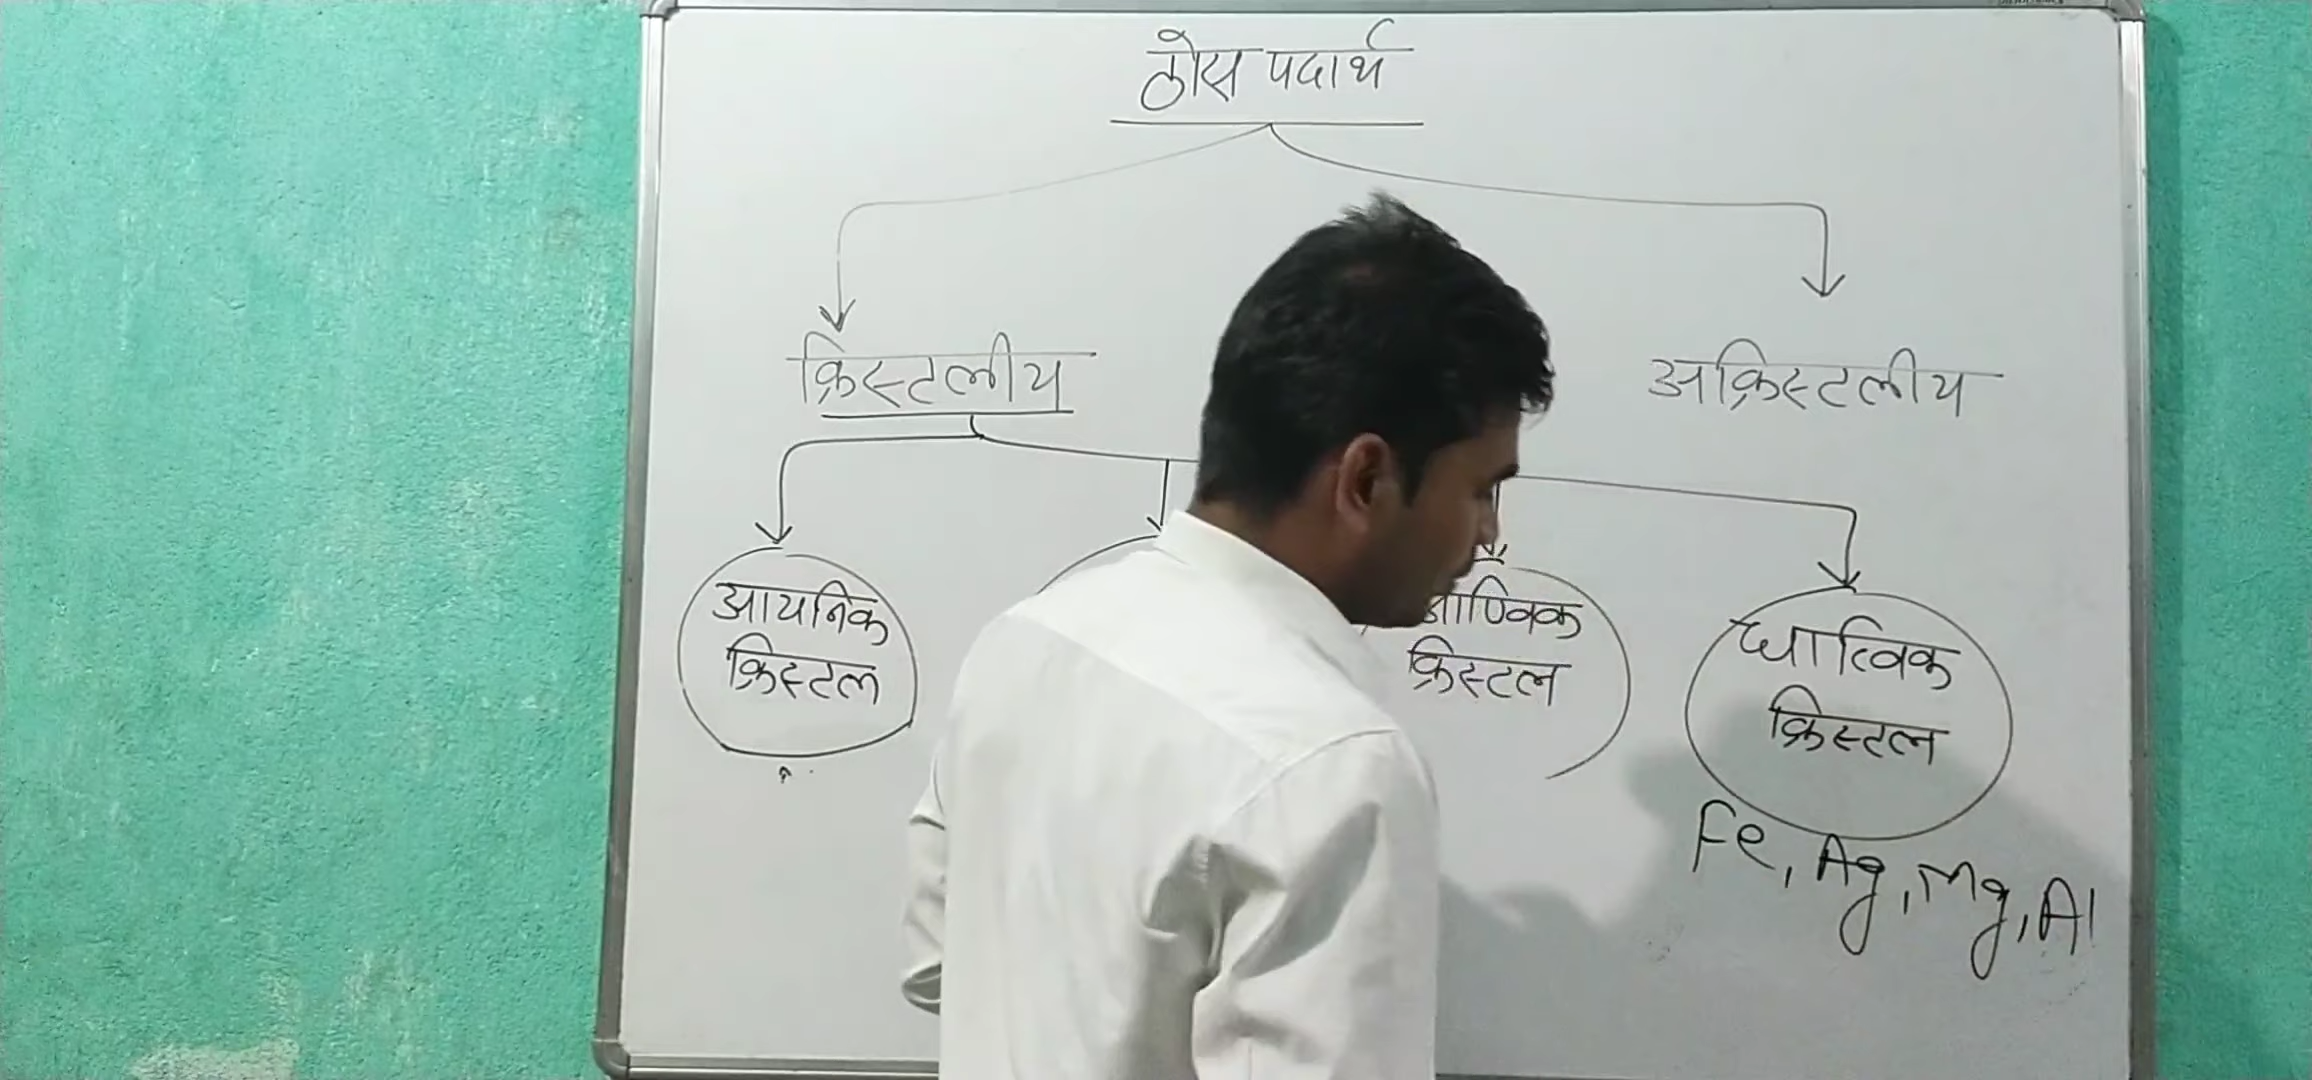 ठोस पदार्थ
क्रिस्टलीय
अक्रिस्टलीय
आयनिक
क्रिस्टल
आण्विक
क्रिस्टल
धात्विक
क्रिस्टल
Fe, Ag, Mg, Al